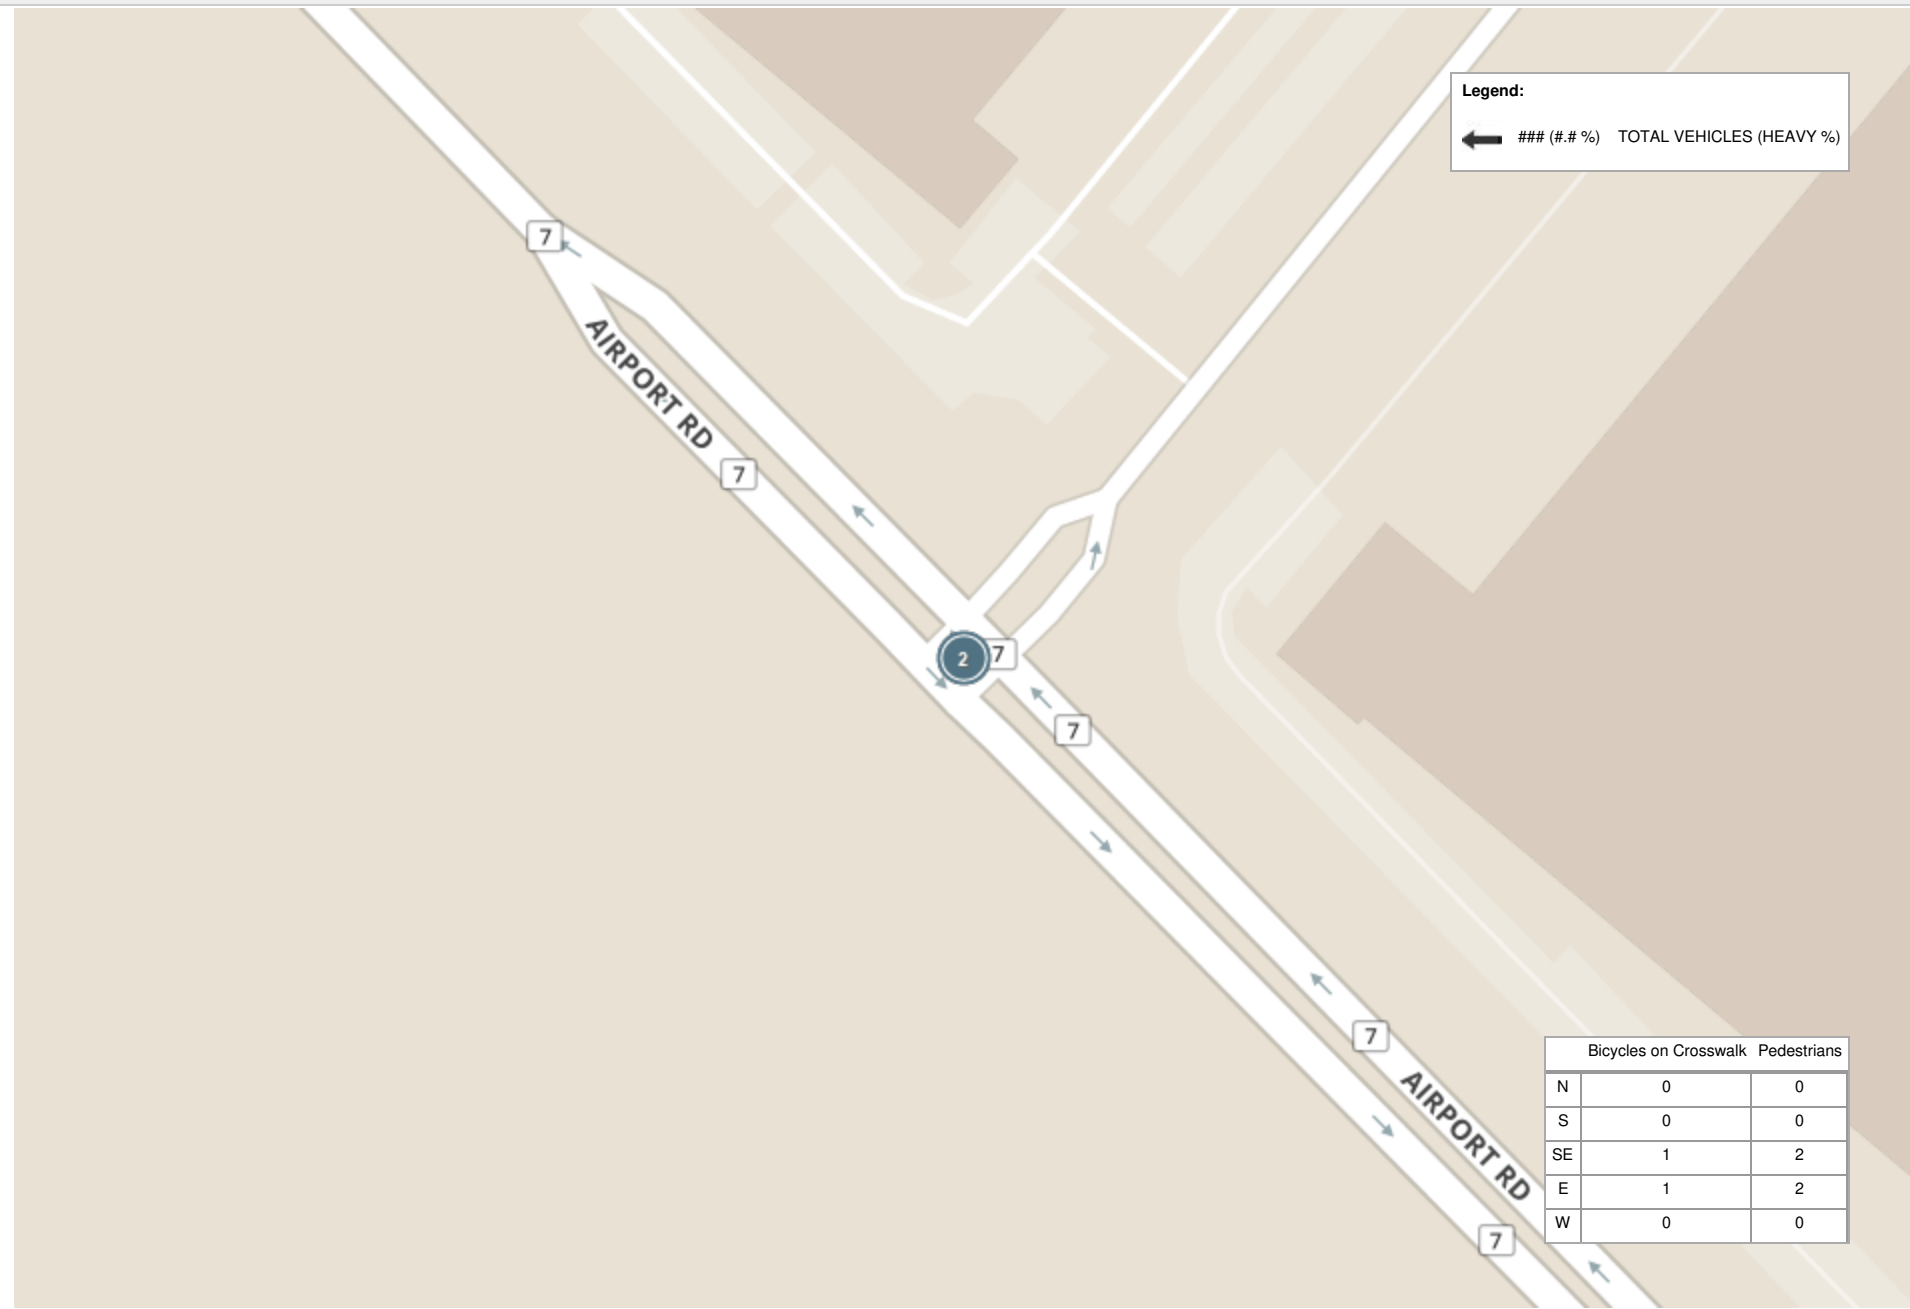 Legend:
### (#.# %) TOTAL VEHICLES (HEAVY %)
7
AIRPORT RD
7
2
7
7
7
AIRPORT RD
7
Bicycles on Crosswalk Pedestrians
N 0 0
S 0 0
SE 1 2
E 1 2
W 0 0